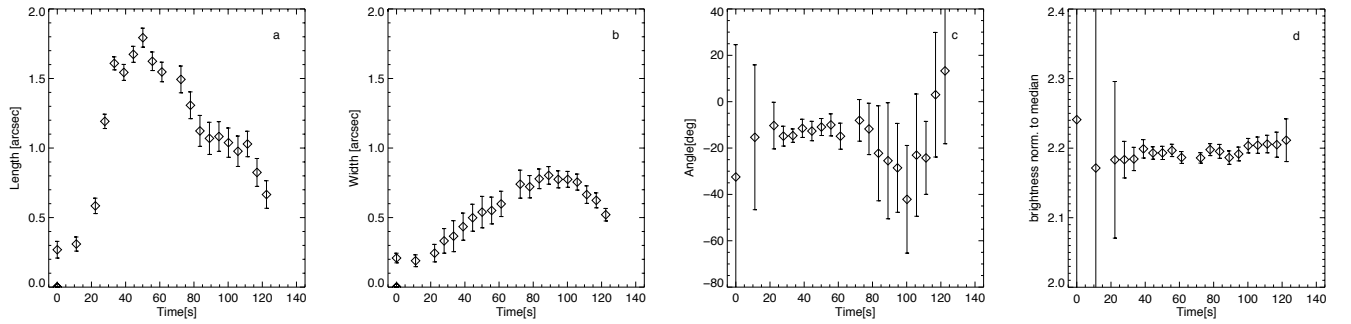 2.0
1.5
1.0
0.5
0.0
Length [arcsec]
a
0 20 40 60 80 100 120 140
Time[s]
2.0
1.5
1.0
0.5
0.0
Width [arcsec]
b
0 20 40 60 80 100 120 140
Time[s]
40
20
0
−20
−40
−60
−80
Angle[deg]
c
0 20 40 60 80 100 120 140
Time[s]
2.4
2.3
2.2
2.1
2.0
brightness norm. to median
d
0 20 40 60 80 100 120 140
Time[s]